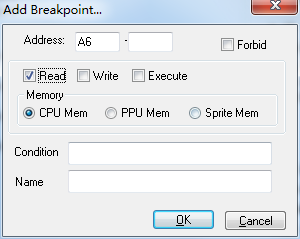 Add Breakpoint...
Address: A6 -
Forbid
Read Write Execute
Memory
CPU Mem PPU Mem Sprite Mem
Condition
Name
OK Cancel